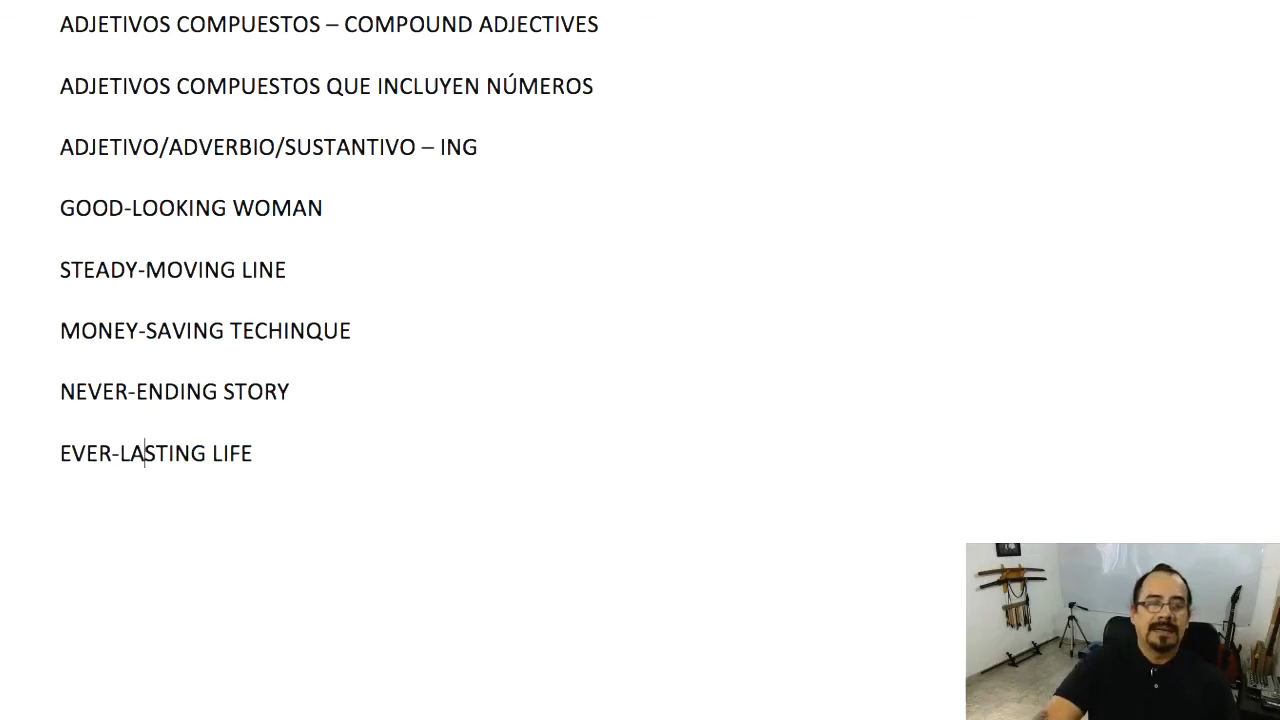 ADJETIVOS COMPUESTOS – COMPOUND ADJECTIVES
ADJETIVOS COMPUESTOS QUE INCLUYEN NÚMEROS
ADJETIVO/ADVERBIO/SUSTANTIVO – ING
GOOD-LOOKING WOMAN
STEADY-MOVING LINE
MONEY-SAVING TECHINQUE
NEVER-ENDING STORY
EVER-LASTING LIFE